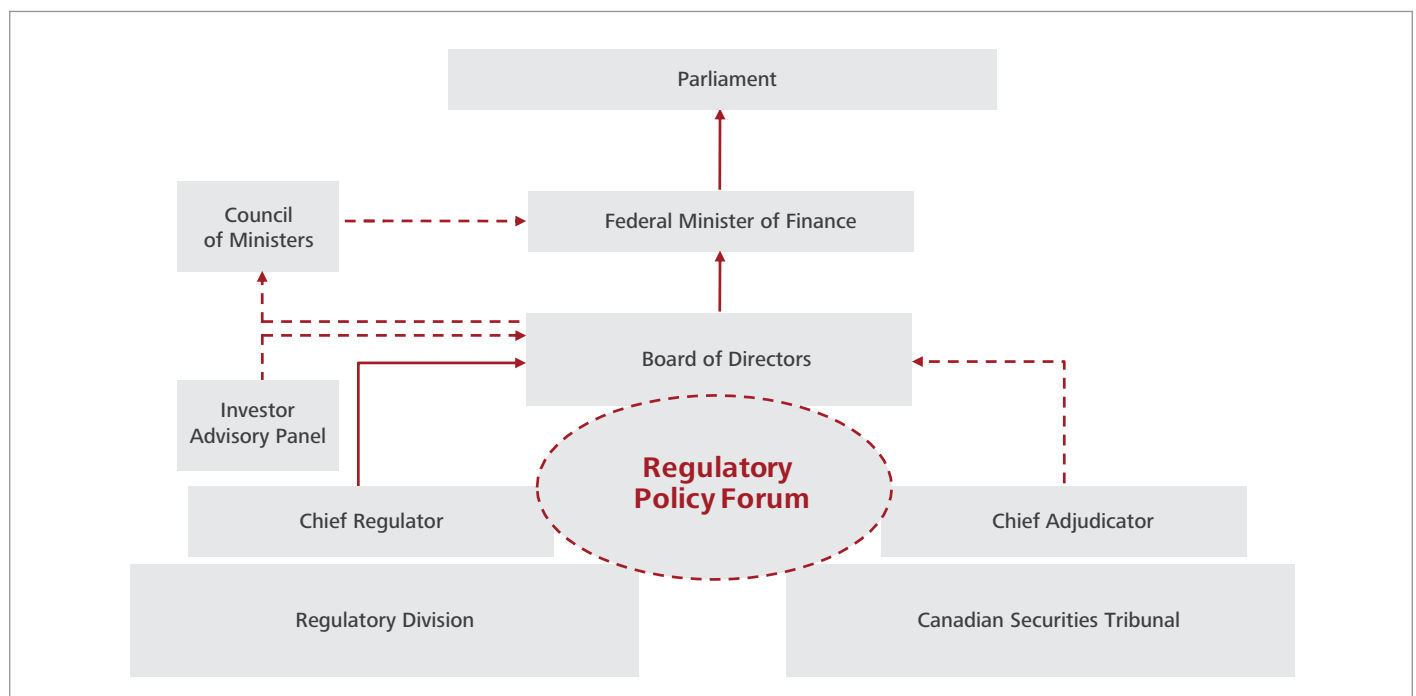 Parliament
Council
of Ministers
Federal Minister of Finance
Board of Directors
Investor
Advisory Panel
Regulatory
Policy Forum
Chief Regulator
Chief Adjudicator
Regulatory Division
Canadian Securities Tribunal